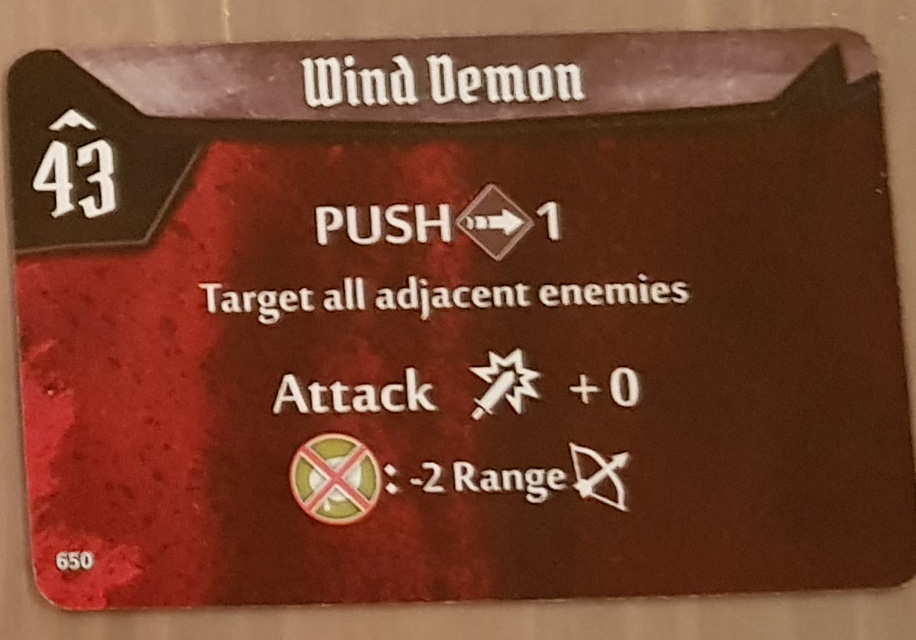 Wind Demon
43
PUSH 1
Target all adjacent enemies
Attack +0
: -2 Range
650